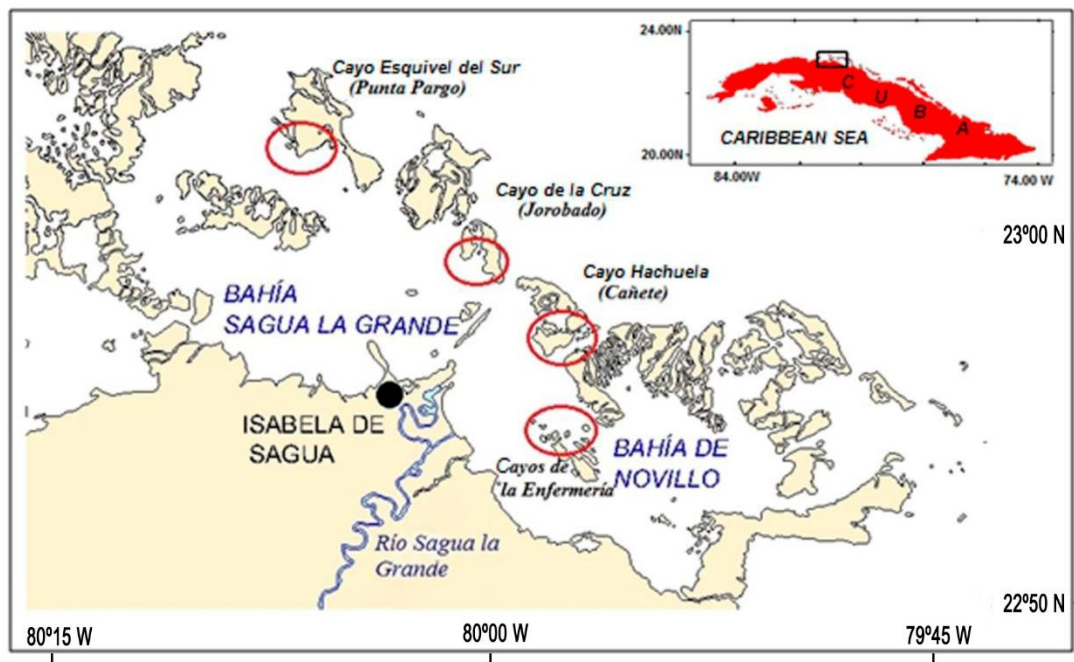 24.00N
C U B A
CARIBBEAN SEA
20.00N
84.00W
74.00 W
Cayo Esquivel del Sur
(Punta Pargo)
Cayo de la Cruz
(Jorobado)
23º00 N
Cayo Hachuela
(Cañete)
BAHÍA
SAGUA LA GRANDE
ISABELA DE
SAGUA
BAHÍA DE
NOVILLO
Cayos de
la Enfermería
Río Sagua la
Grande
22º50 N
80º15 W
80º00 W
79º45 W